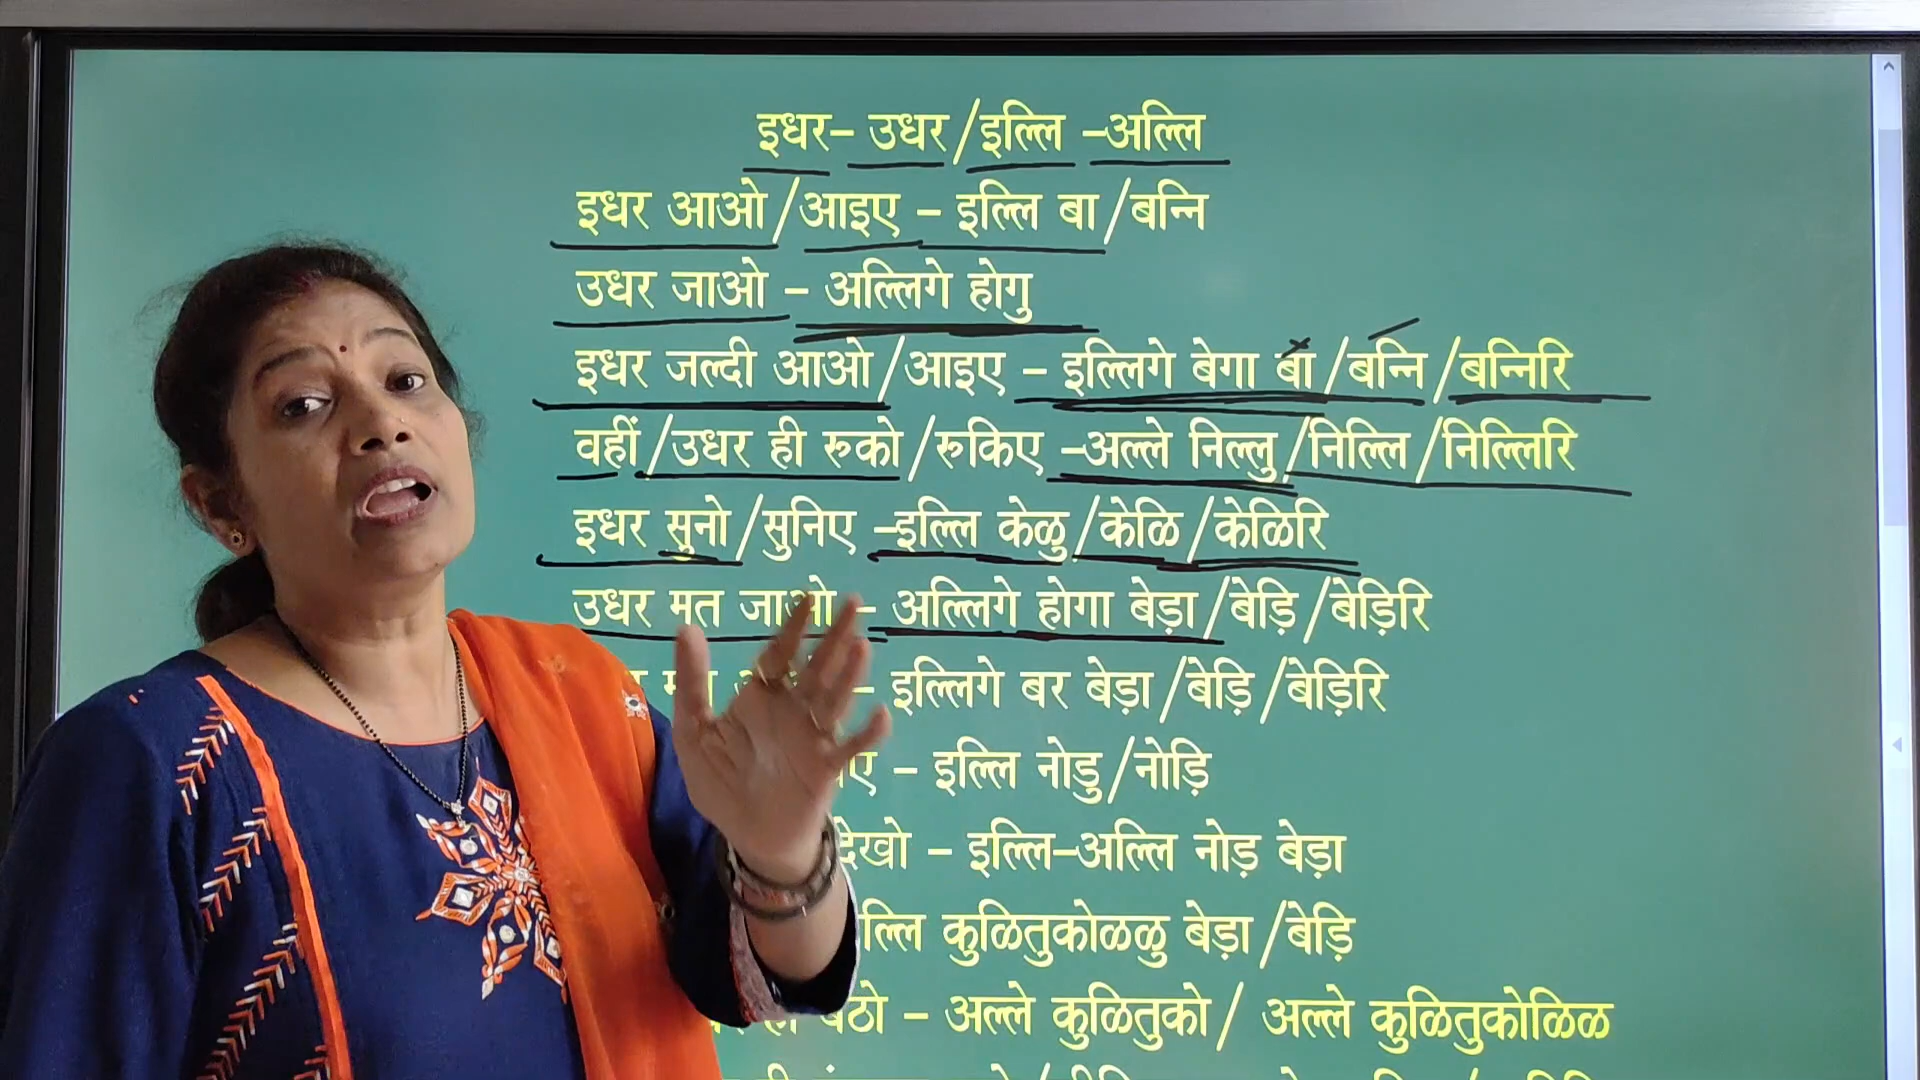 इधर- उधर /इल्लि -अल्लि
इधर आओ/आइए - इल्लि बा /बन्नि
उधर जाओ - अल्लिगे होगु
इधर जल्दी आओ/आइए - इल्लिगे बेगा बा /बन्नि /बन्निरि
वहीं /उधर ही रूको /रूकिए -अल्ले निल्लु /निल्लि /निल्लिरि
इधर सुनो/सुनिए -इल्लि केळु /केळि /केळिरि
उधर मत जाओ - अल्लिगे होगा बेड़ा /बेड़ि /बेड़िरि
- इल्लिगे बर बेड़ा /बेड़ि /बेड़िरि
- इल्लि नोडु /नोड़ि
देखो - इल्लि-अल्लि नोड़ बेड़ा
कुळितुकोळळु बेड़ा /बेड़ि
बैठो - अल्ले कुळितुको / अल्ले कुळितुकोळिळ